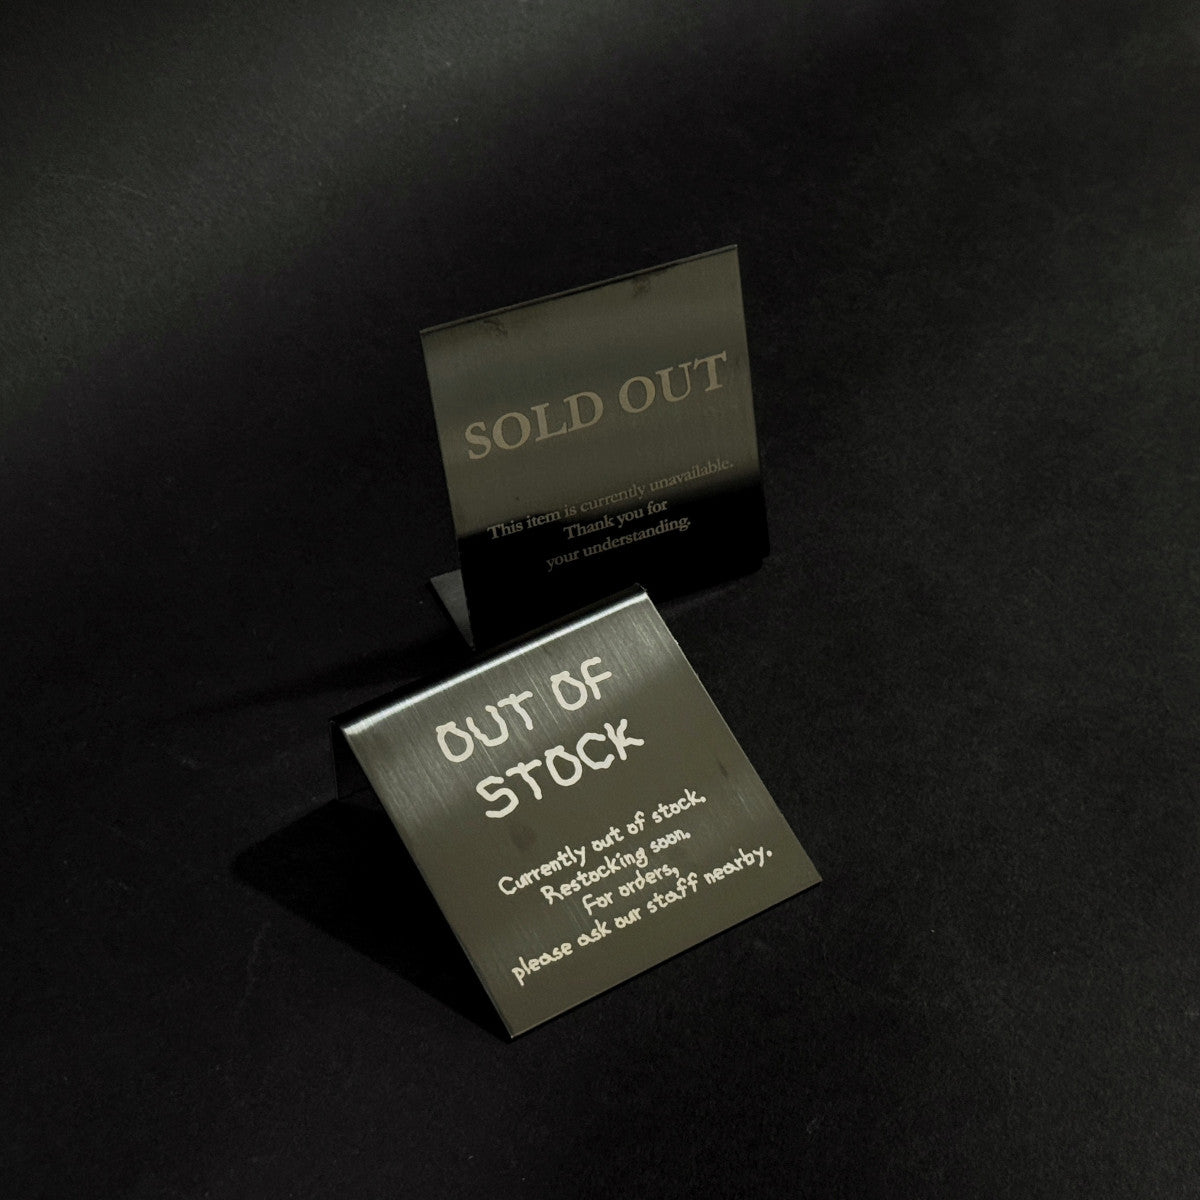 SOLD OUT
This item is currently unavailable.
Thank you for
your understanding.
OUT OF
STOCK
Currently out of stock.
Restocking soon.
For orders,
please ask our staff nearby.